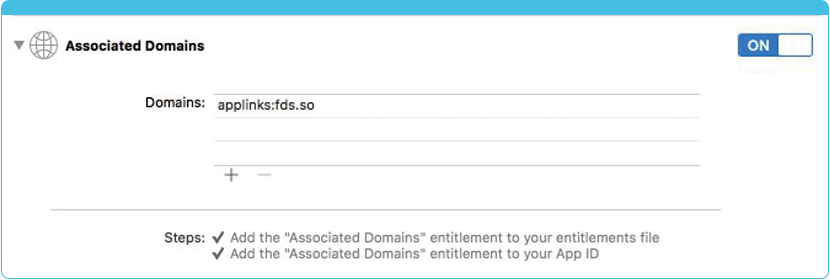 Associated Domains
ON
Domains: applinks:fds.so
Steps: ✓ Add the "Associated Domains" entitlement to your entitlements file
✓ Add the "Associated Domains" entitlement to your App ID